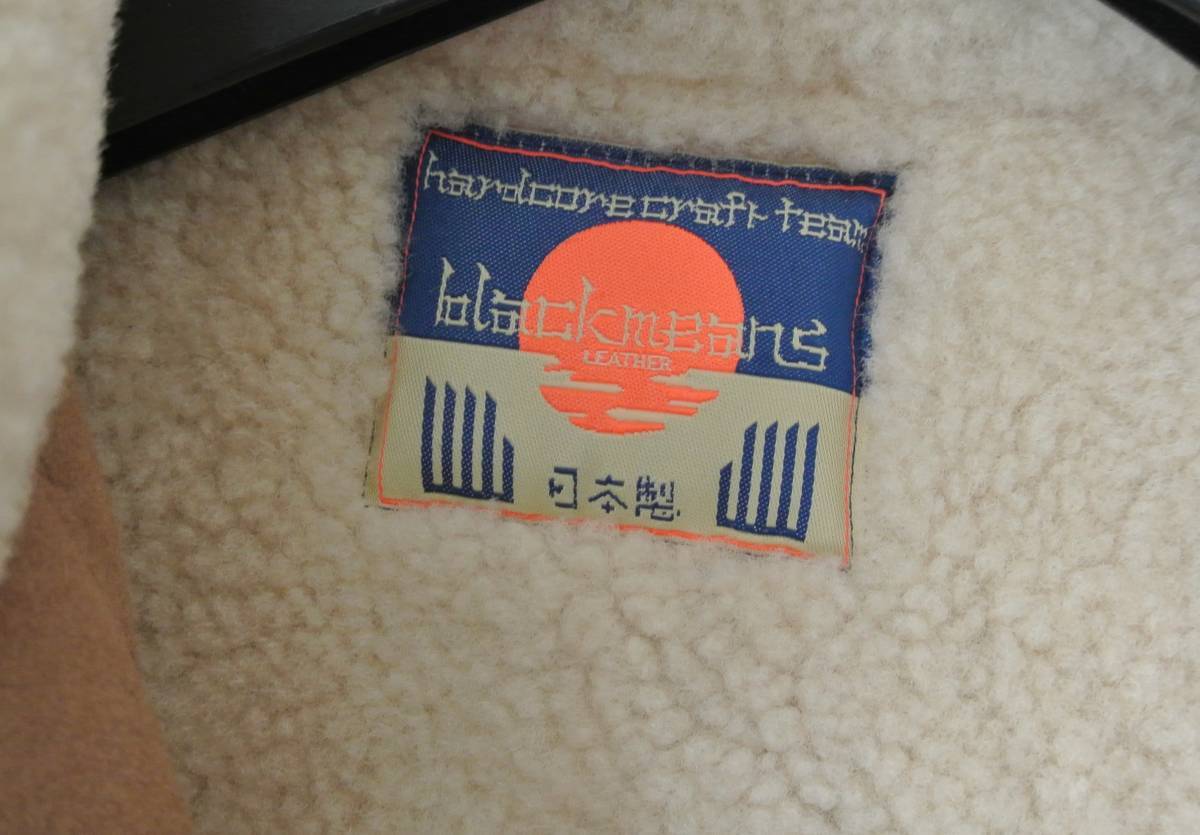 hardcore craft team
blackmeans
LEATHER
日本製